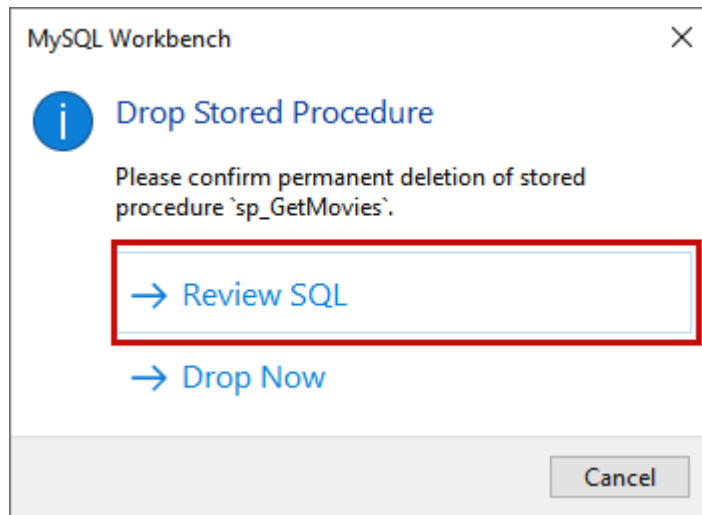 MySQL Workbench
Drop Stored Procedure
Please confirm permanent deletion of stored
procedure `sp_GetMovies`.
Review SQL
Drop Now
Cancel